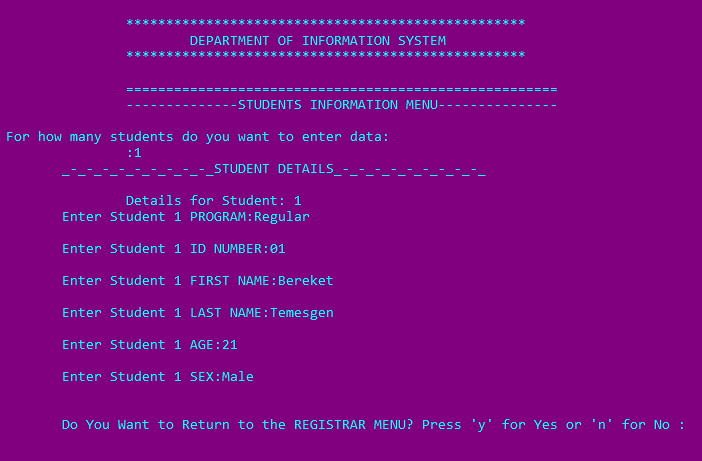 **************************************************
DEPARTMENT OF INFORMATION SYSTEM
**************************************************
======================================================
--------------STUDENTS INFORMATION MENU---------------
For how many students do you want to enter data:
:1
_-_-_-_-_-_-_-_-_-_STUDENT DETAILS_-_-_-_-_-_-_-_-_-_
Details for Student: 1
Enter Student 1 PROGRAM:Regular
Enter Student 1 ID NUMBER:01
Enter Student 1 FIRST NAME:Bereket
Enter Student 1 LAST NAME:Temesgen
Enter Student 1 AGE:21
Enter Student 1 SEX:Male
Do You Want to Return to the REGISTRAR MENU? Press 'y' for Yes or 'n' for No :